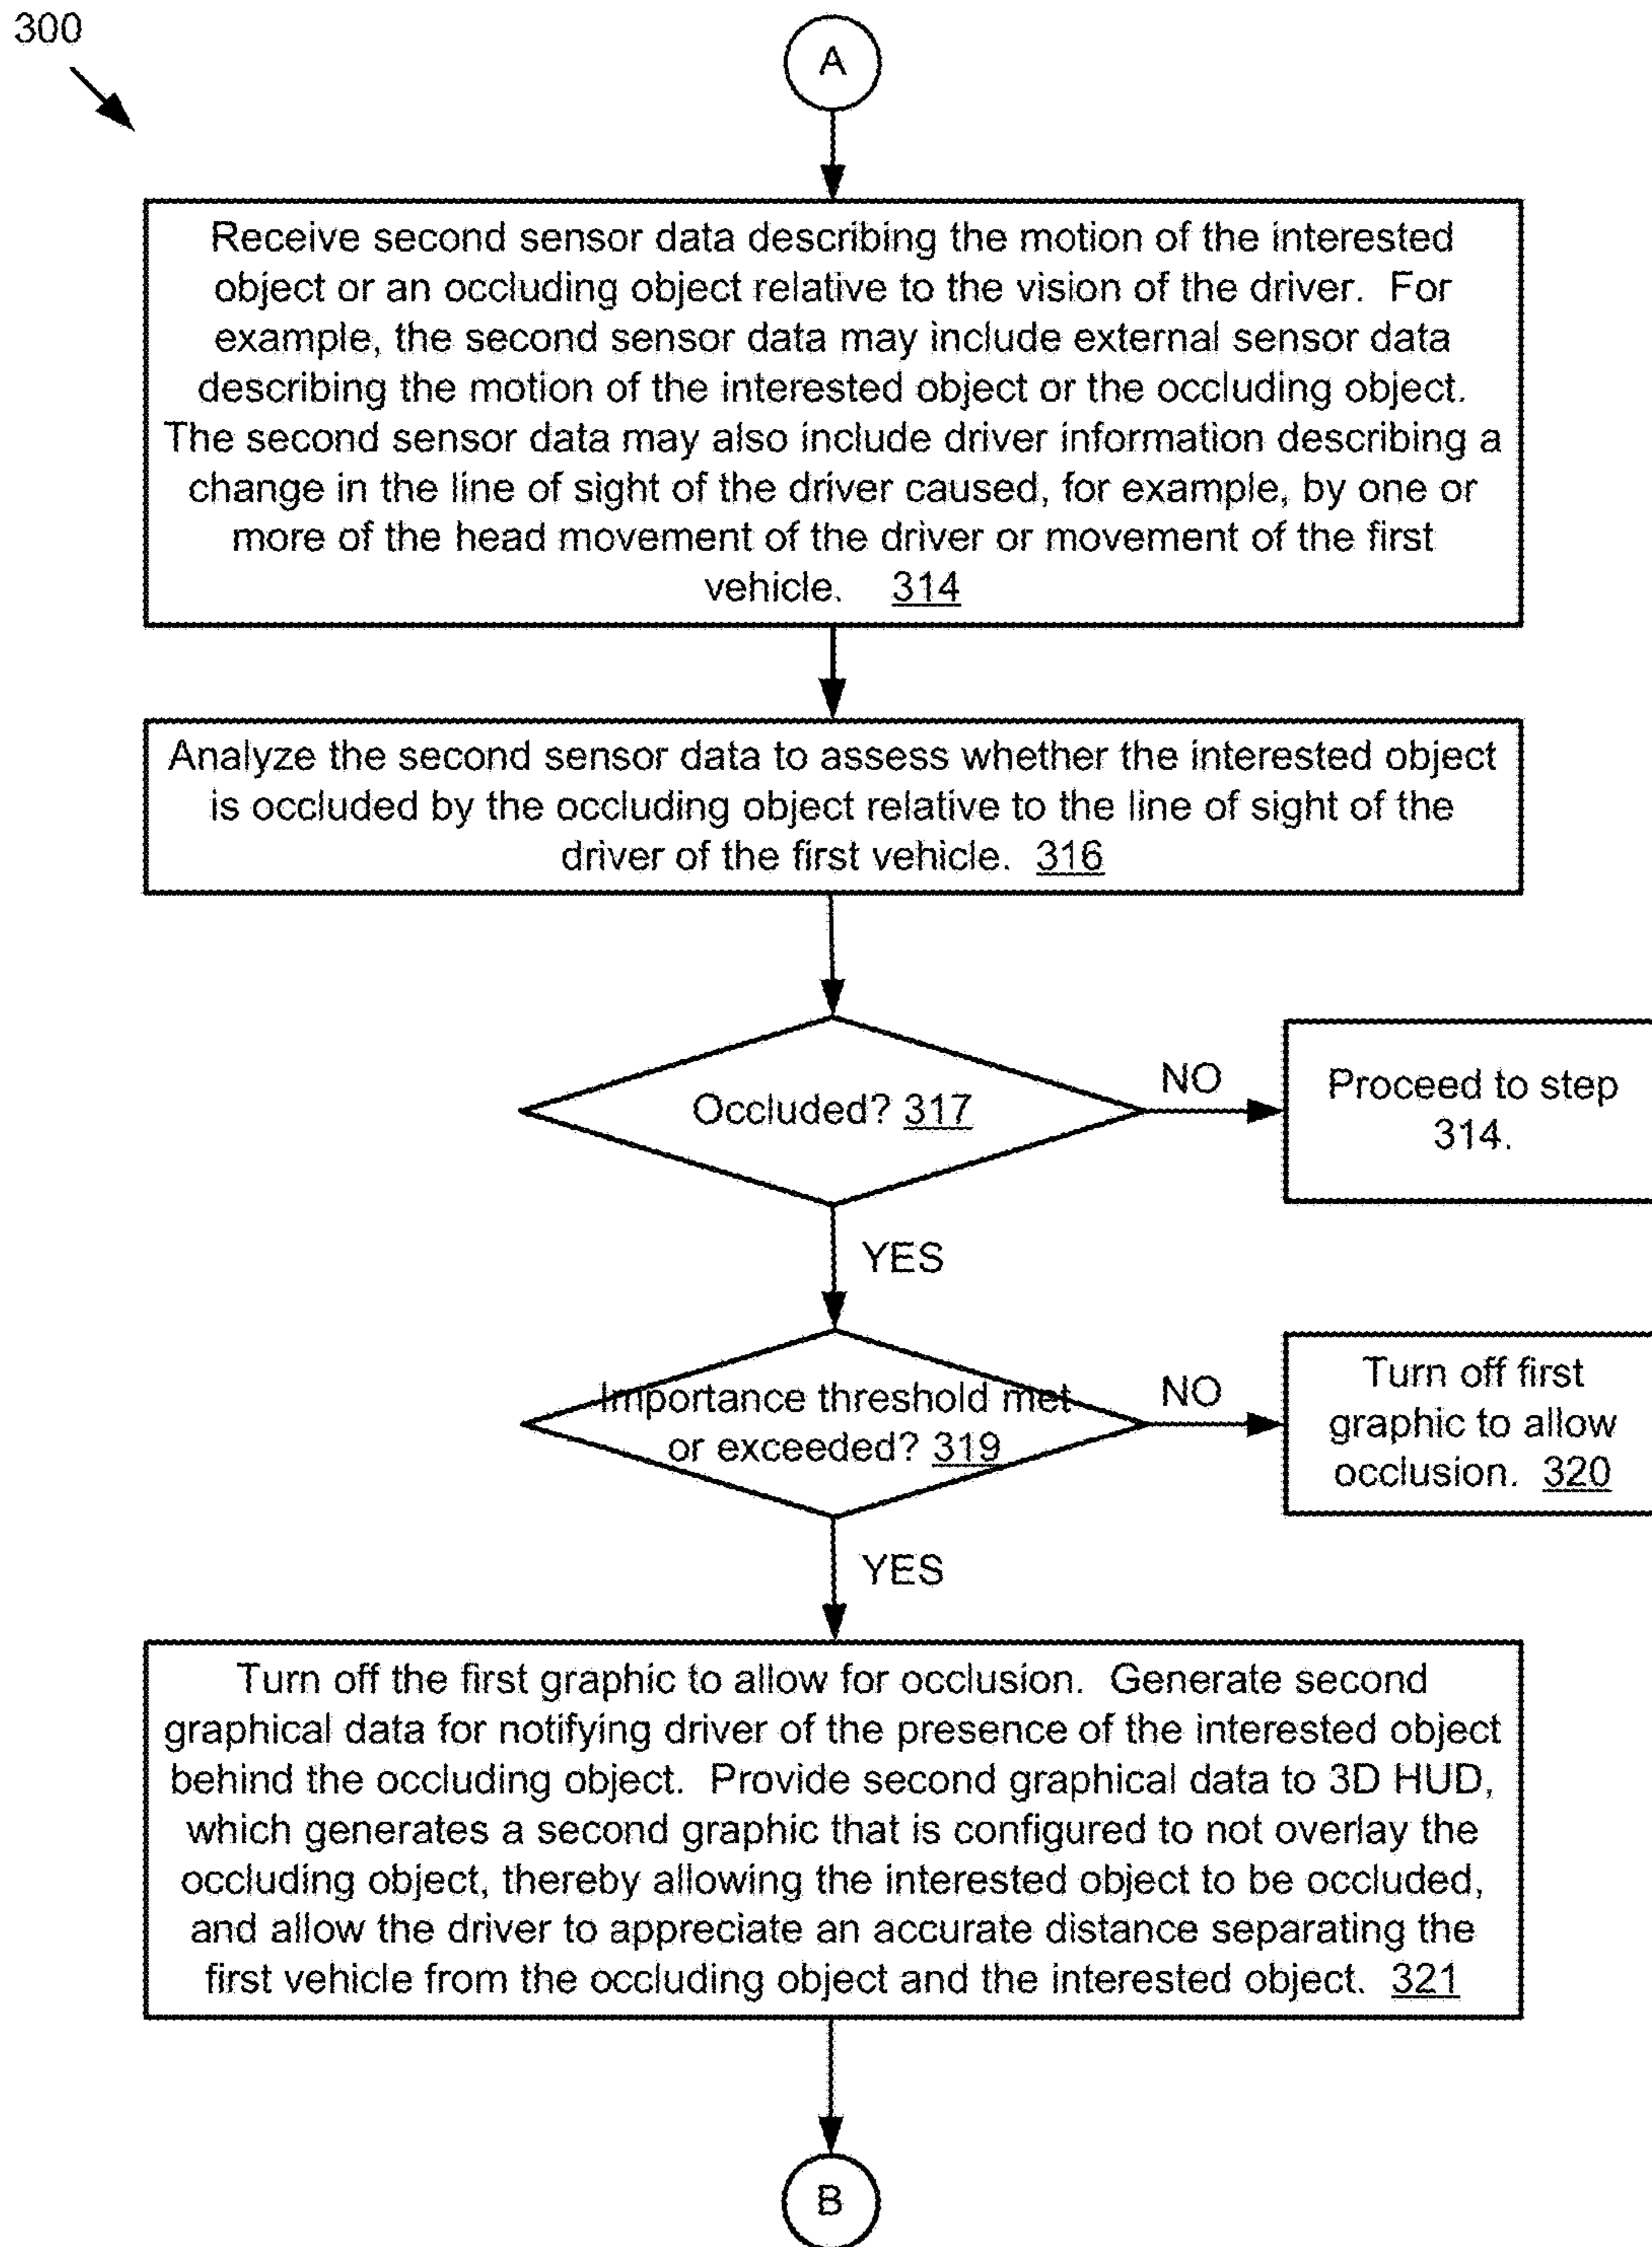 300
A
Receive second sensor data describing the motion of the interested
object or an occluding object relative to the vision of the driver. For
example, the second sensor data may include external sensor data
describing the motion of the interested object or the occluding object.
The second sensor data may also include driver information describing a
change in the line of sight of the driver caused, for example, by one or
more of the head movement of the driver or movement of the first
vehicle. 314
Analyze the second sensor data to assess whether the interested object
is occluded by the occluding object relative to the line of sight of the
driver of the first vehicle. 316
Occluded? 317
NO
Proceed to step
314.
YES
Importance threshold met
or exceeded? 319
NO
Turn off first
graphic to allow
occlusion. 320
YES
Turn off the first graphic to allow for occlusion. Generate second
graphical data for notifying driver of the presence of the interested object
behind the occluding object. Provide second graphical data to 3D HUD,
which generates a second graphic that is configured to not overlay the
occluding object, thereby allowing the interested object to be occluded,
and allow the driver to appreciate an accurate distance separating the
first vehicle from the occluding object and the interested object. 321
B